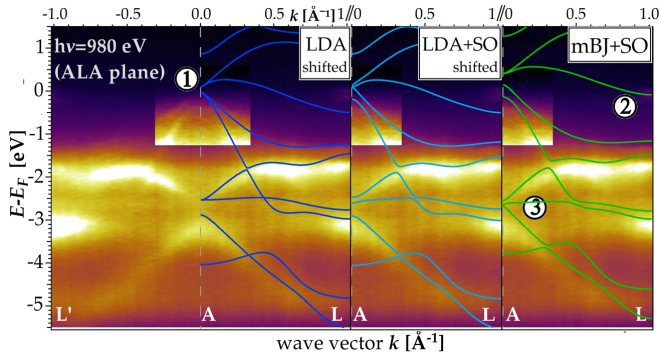 -1.0 -0.5 0 0.5 k [Å⁻¹] 1/0 0.5 1/0 0.5 1
hν=980 eV
(ALA plane)
LDA
shifted
LDA+SO
shifted
mBJ+SO
1
2
3
1
0
-1
-2
-3
-4
-5
E-E_F [eV]
L' A L A L A L
wave vector k [Å⁻¹]